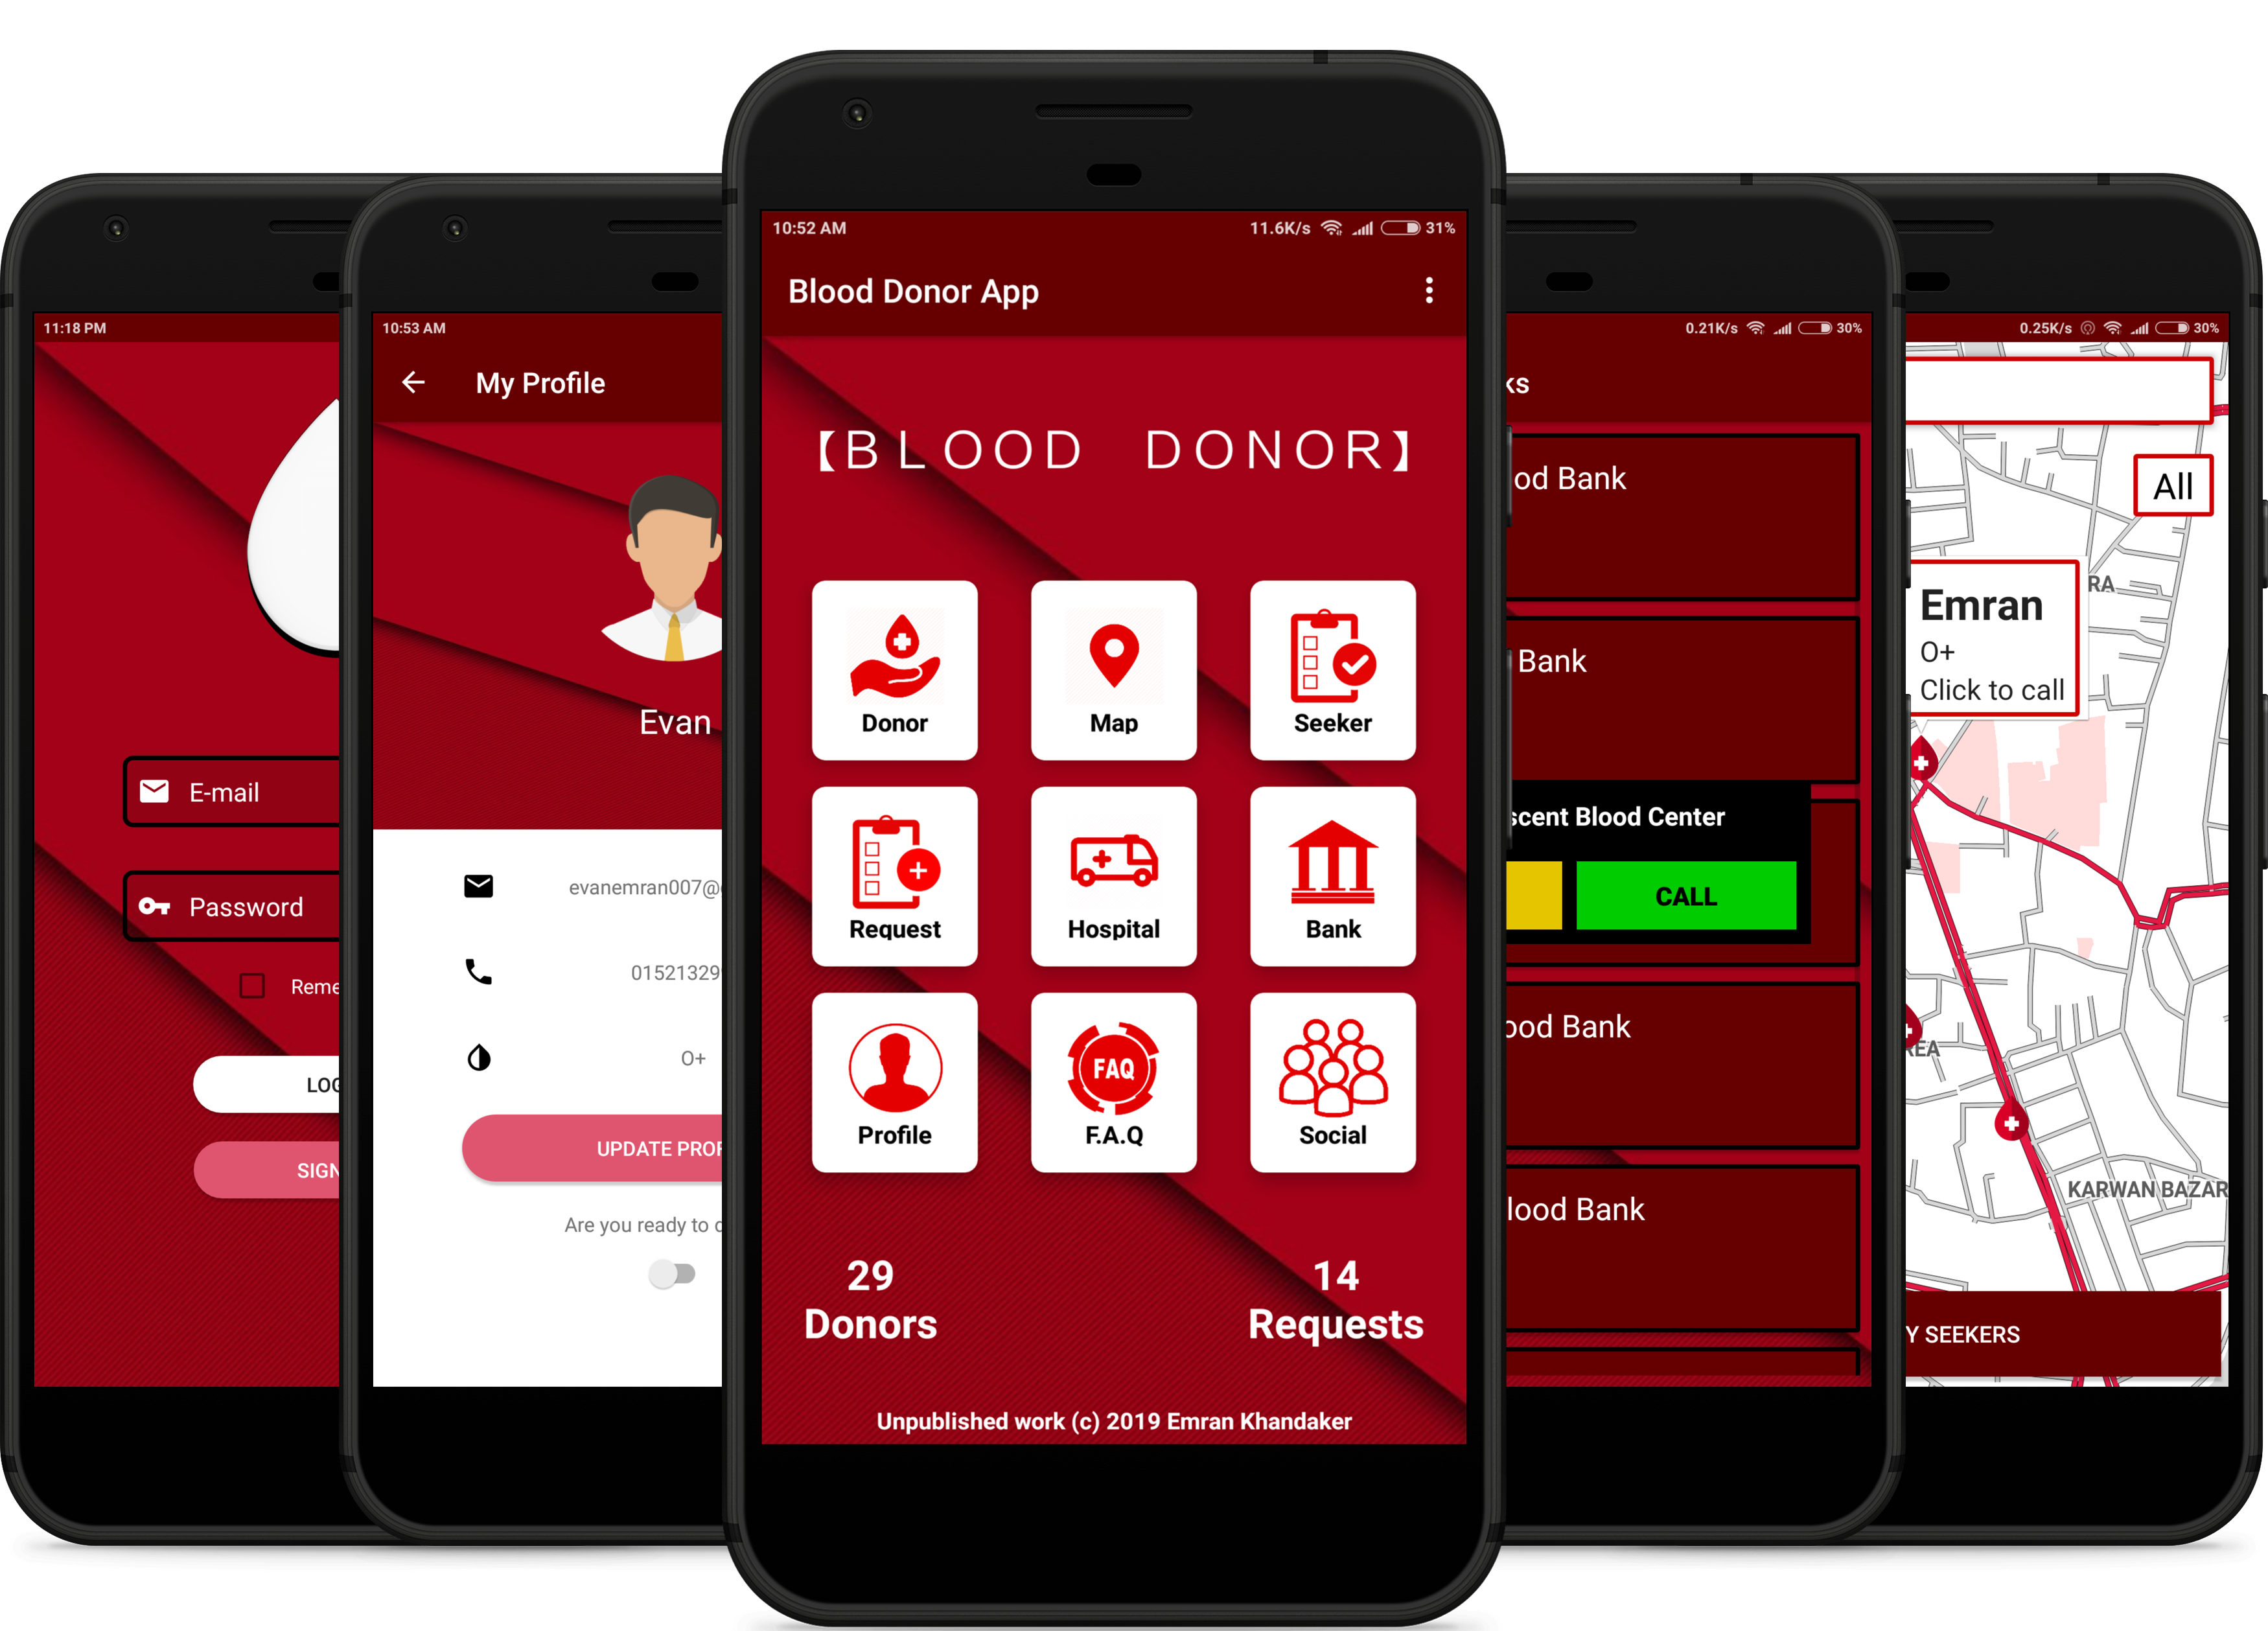 11:18 PM
E-mail
Password
Reme
LOG
SIGN
10:53 AM
My Profile
Evan
evanemran007@
01521329
O+
UPDATE PROF
Are you ready to
10:52 AM 11.6K/s 31%
Blood Donor App
【BLOOD DONOR】
Donor Map Seeker
Request Hospital Bank
FAQ
Profile F.A.Q Social
29 14
Donors Requests
Unpublished work (c) 2019 Emran Khandaker
0.21K/s 30%
ks
od Bank
Bank
scent Blood Center
CALL
ood Bank
lood Bank
0.25K/s 30%
All
RA
Emran
O+
Click to call
EA
KARWAN BAZAR
Y SEEKERS